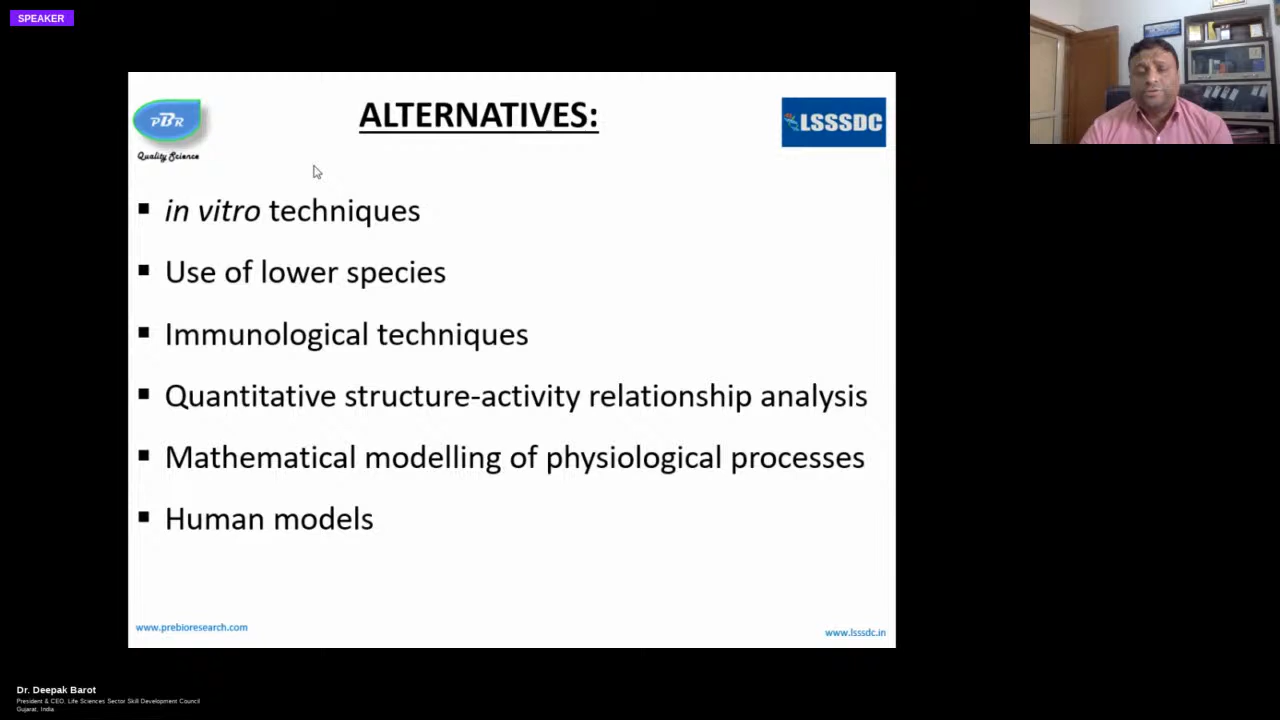 SPEAKER
ALTERNATIVES:
PBR
Quality Science
LSSSDC
in vitro techniques
Use of lower species
Immunological techniques
Quantitative structure-activity relationship analysis
Mathematical modelling of physiological processes
Human models
www.prebioresearch.com
www.lsssdc.in
Dr. Deepak Barot
President & CEO, Life Sciences Sector Skill Development Council
Gujarat, India